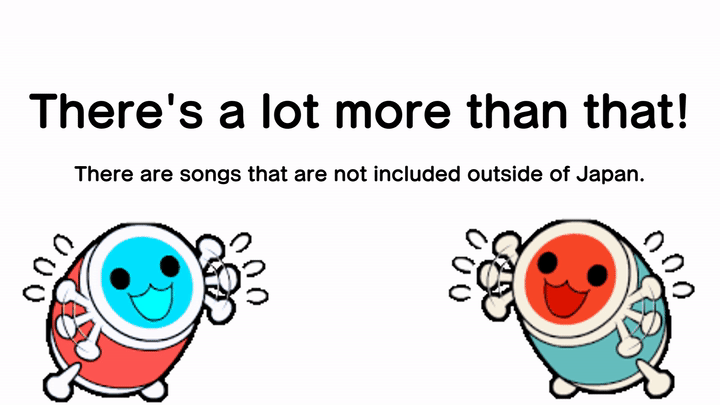 There's a lot more than that!
There are songs that are not included outside of Japan.